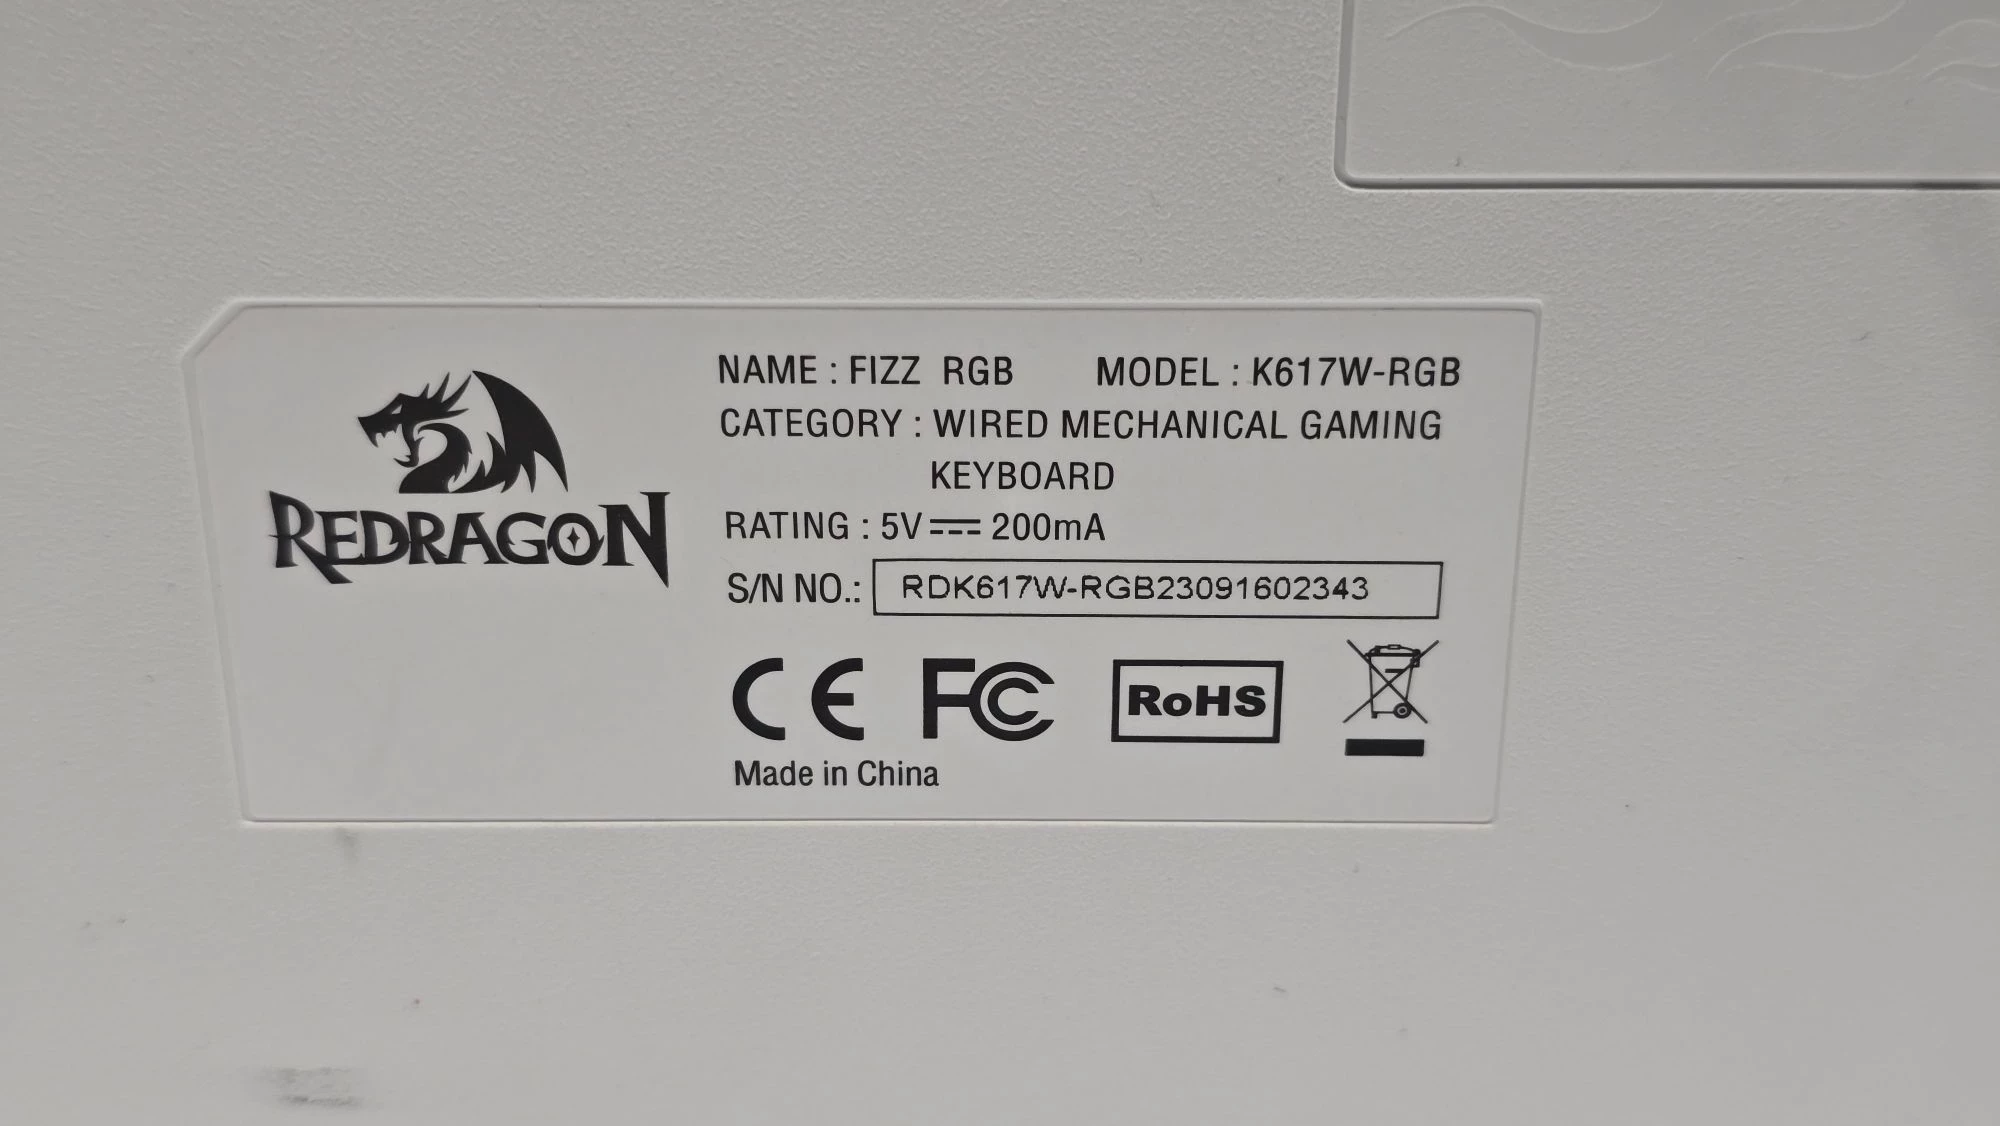 REDRAGON
NAME : FIZZ RGB MODEL : K617W-RGB
CATEGORY : WIRED MECHANICAL GAMING
KEYBOARD
RATING : 5V⎓200mA
S/N NO.: RDK617W-RGB23091602343
CE FC RoHS
Made in China